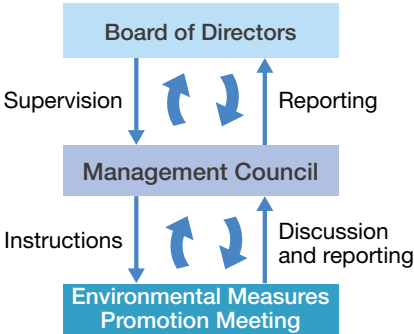 Board of Directors
Supervision
Reporting
Management Council
Instructions
Discussion
and reporting
Environmental Measures
Promotion Meeting